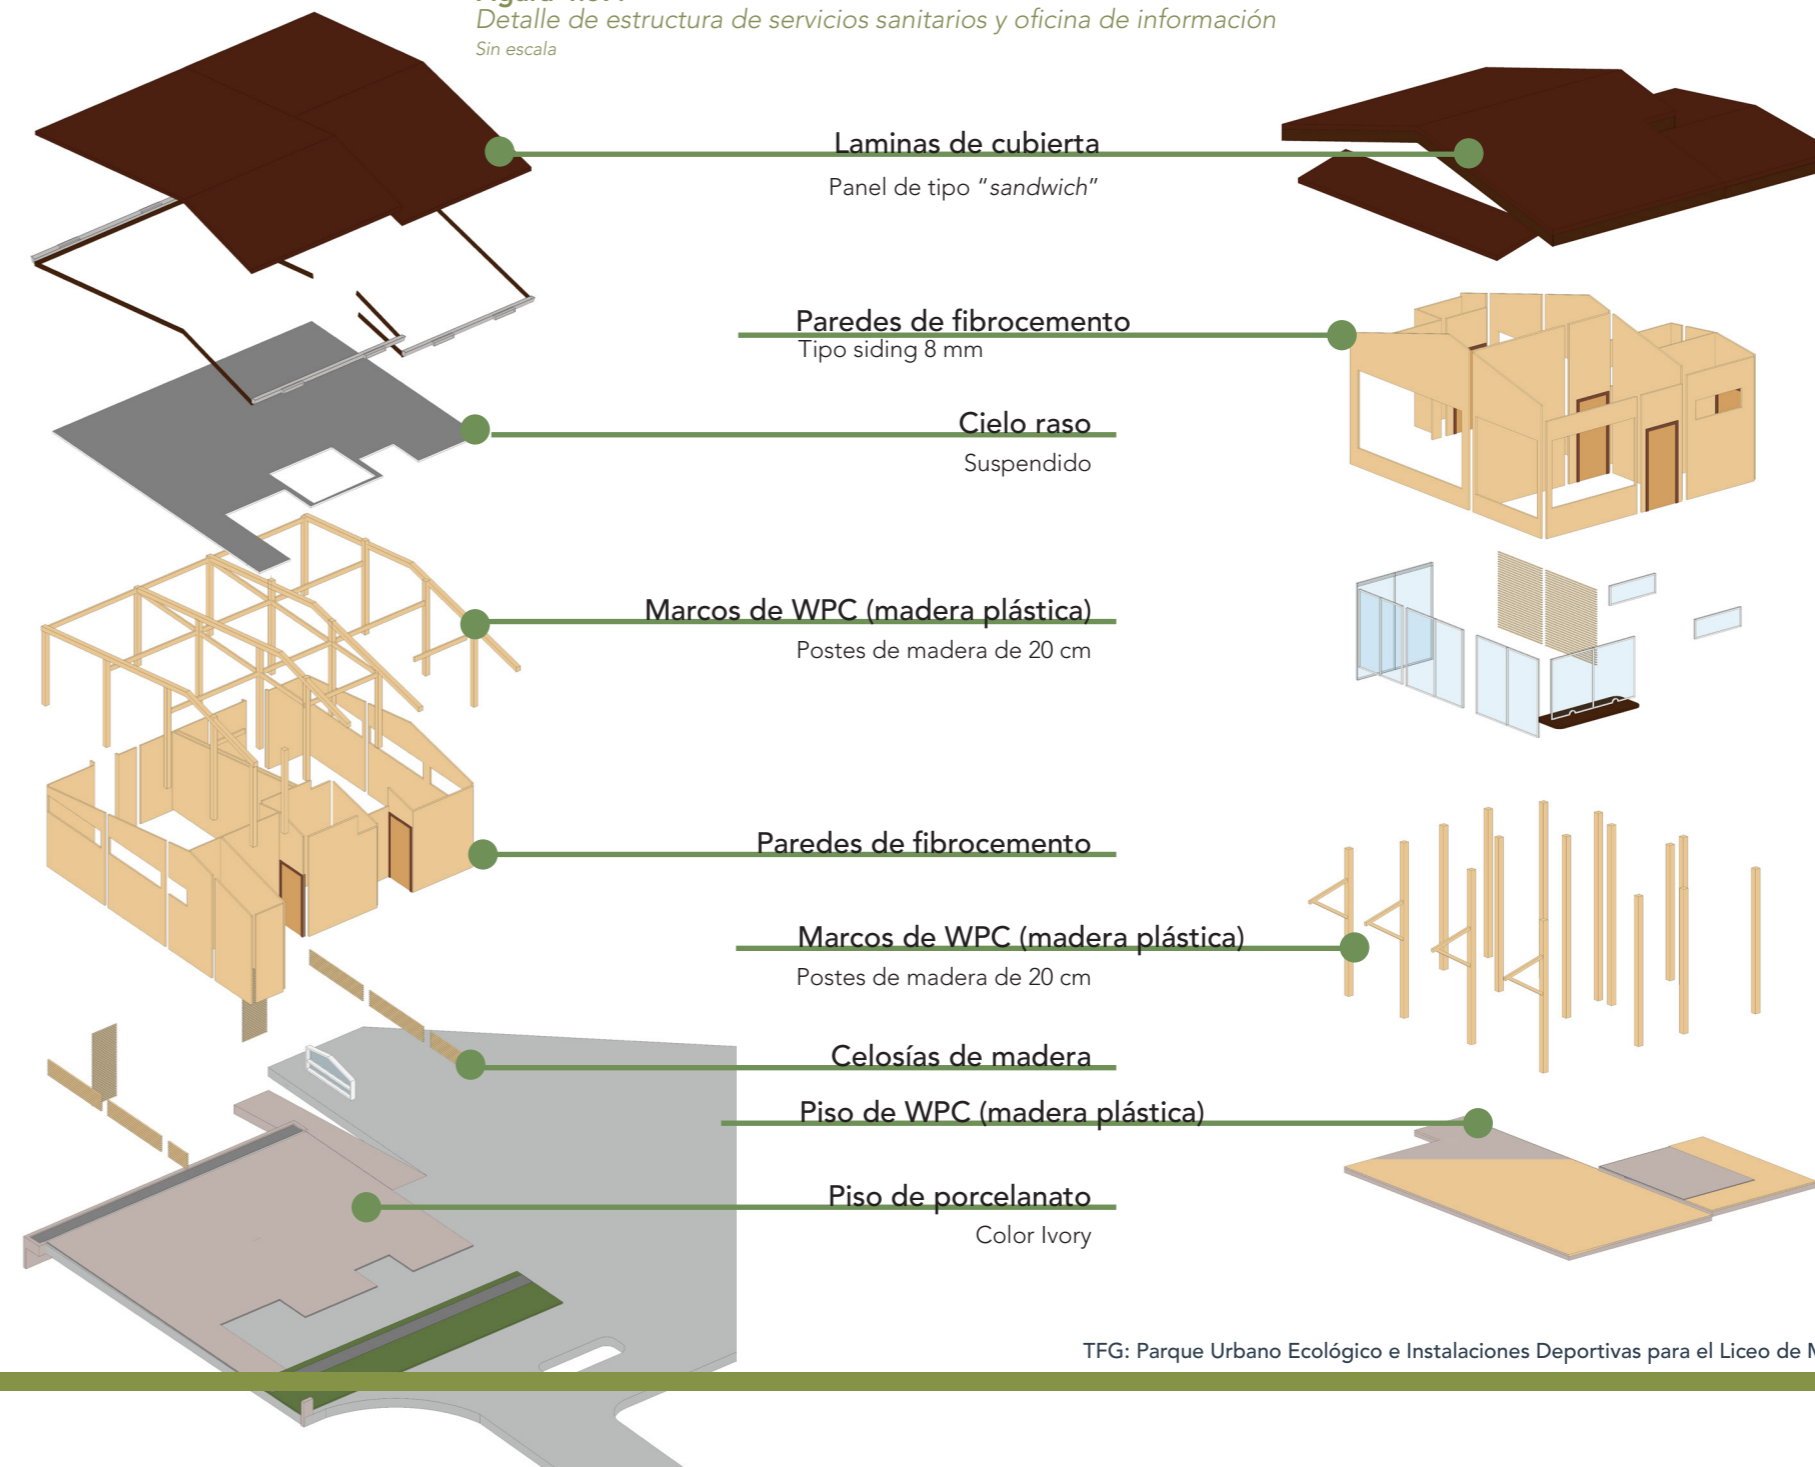 Detalle de estructura de servicios sanitarios y oficina de información
Sin escala
Laminas de cubierta
Panel de tipo “sandwich”
Paredes de fibrocemento
Tipo siding 8 mm
Cielo raso
Suspendido
Marcos de WPC (madera plástica)
Postes de madera de 20 cm
Paredes de fibrocemento
Marcos de WPC (madera plástica)
Postes de madera de 20 cm
Celosías de madera
Piso de WPC (madera plástica)
Piso de porcelanato
Color Ivory
TFG: Parque Urbano Ecológico e Instalaciones Deportivas para el Liceo de